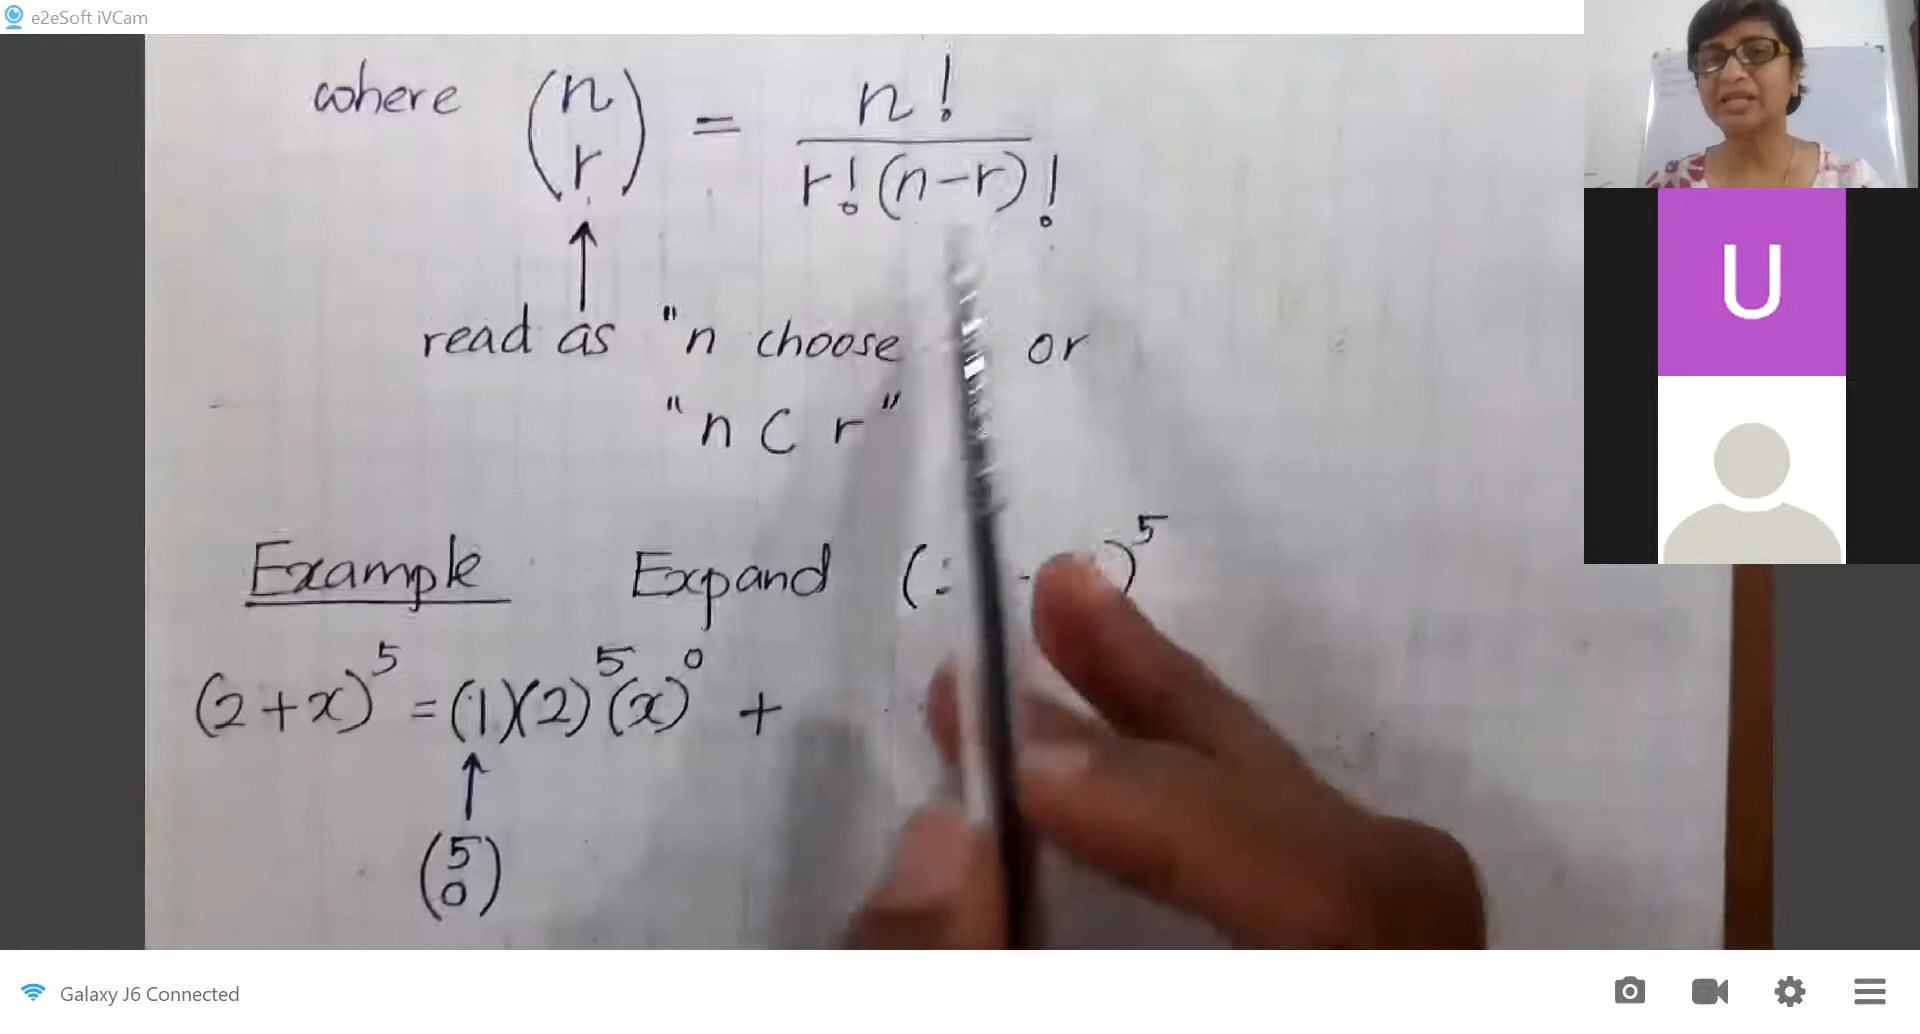 e2eSoft iVCam
where (n r) = n! / r!(n-r)!
↑
read as "n choose or
"n C r"
Example Expand ( )⁵
(2+x)⁵ = (1)(2)⁵(x)⁰ +
↑
(5 0)
U
Galaxy J6 Connected